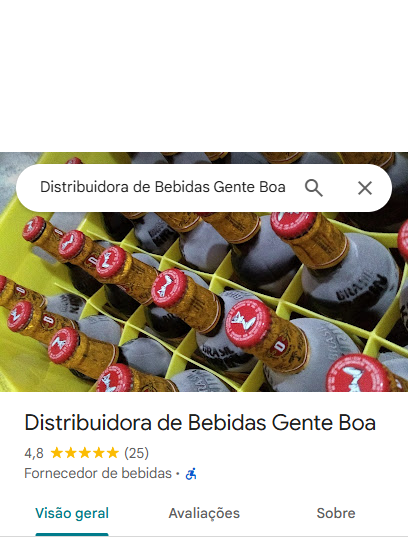 Distribuidora de Bebidas Gente Boa
BRASIL
Distribuidora de Bebidas Gente Boa
4,8 ★★★★★ (25)
Fornecedor de bebidas ·
Visão geral
Avaliações
Sobre